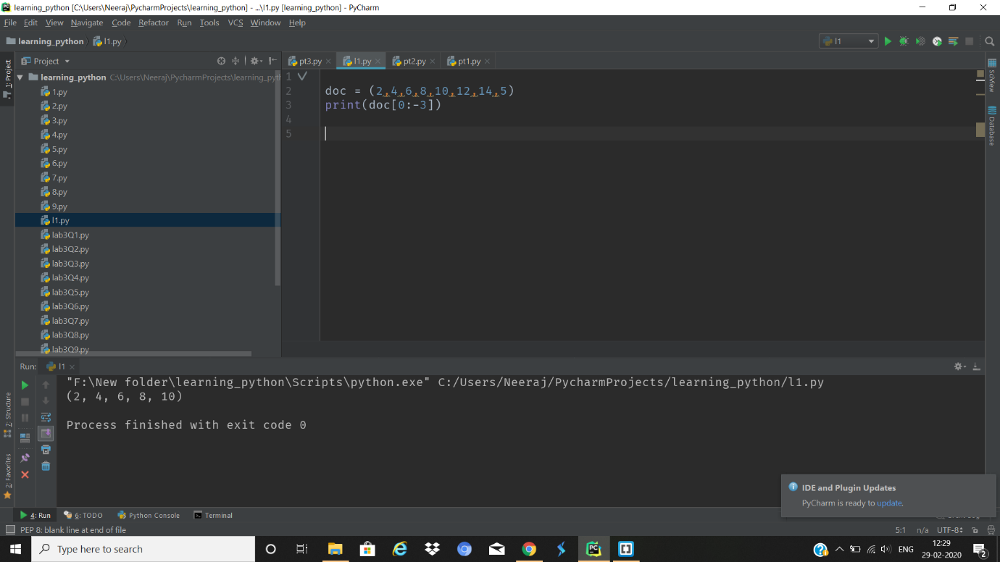 learning_python [C:\Users\Neeraj\PycharmProjects\learning_python] - ...\l1.py [learning_python] - PyCharm
File Edit View Navigate Code Refactor Run Tools VCS Window Help
learning_python l1.py
l1
Project
pt3.py l1.py pt2.py pt1.py
1: Project
learning_python C:\Users\Neeraj\PycharmProjects\learning_pyth
1.py
2.py
3.py
4.py
5.py
6.py
7.py
8.py
9.py
l1.py
lab3Q1.py
lab3Q2.py
lab3Q3.py
lab3Q4.py
lab3Q5.py
lab3Q6.py
lab3Q7.py
lab3Q8.py
lab3Q9.py
1
2 doc = (2,4,6,8,10,12,14,5)
3 print(doc[0:-3])
4
5
SciView
Database
Run: l1
"F:\New folder\learning_python\Scripts\python.exe" C:/Users/Neeraj/PycharmProjects/learning_python/l1.py
(2, 4, 6, 8, 10)
Process finished with exit code 0
Z: Structure
2: Favorites
IDE and Plugin Updates
PyCharm is ready to update.
4: Run 6: TODO Python Console Terminal
PEP 8: blank line at end of file
5:1 n/a UTF-8
Type here to search
PC
ENG
12:29
29-02-2020
2